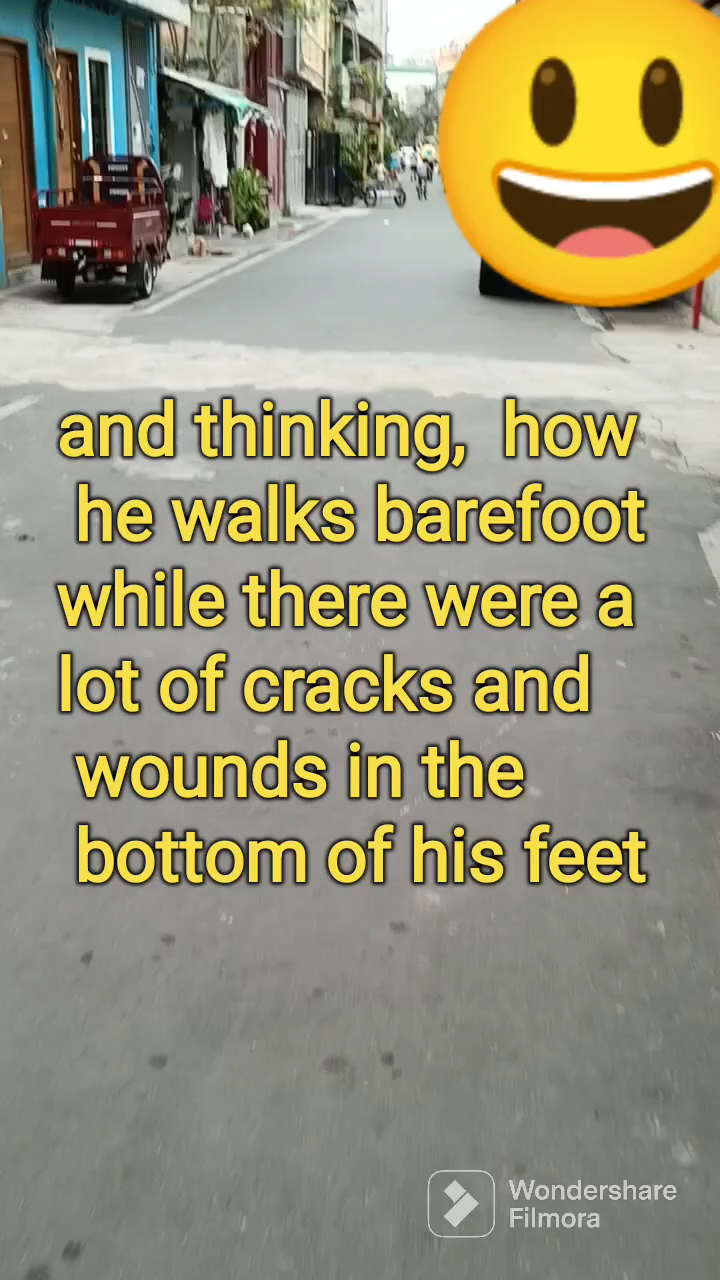 and thinking, how
he walks barefoot
while there were a
lot of cracks and
wounds in the
bottom of his feet
Wondershare
Filmora